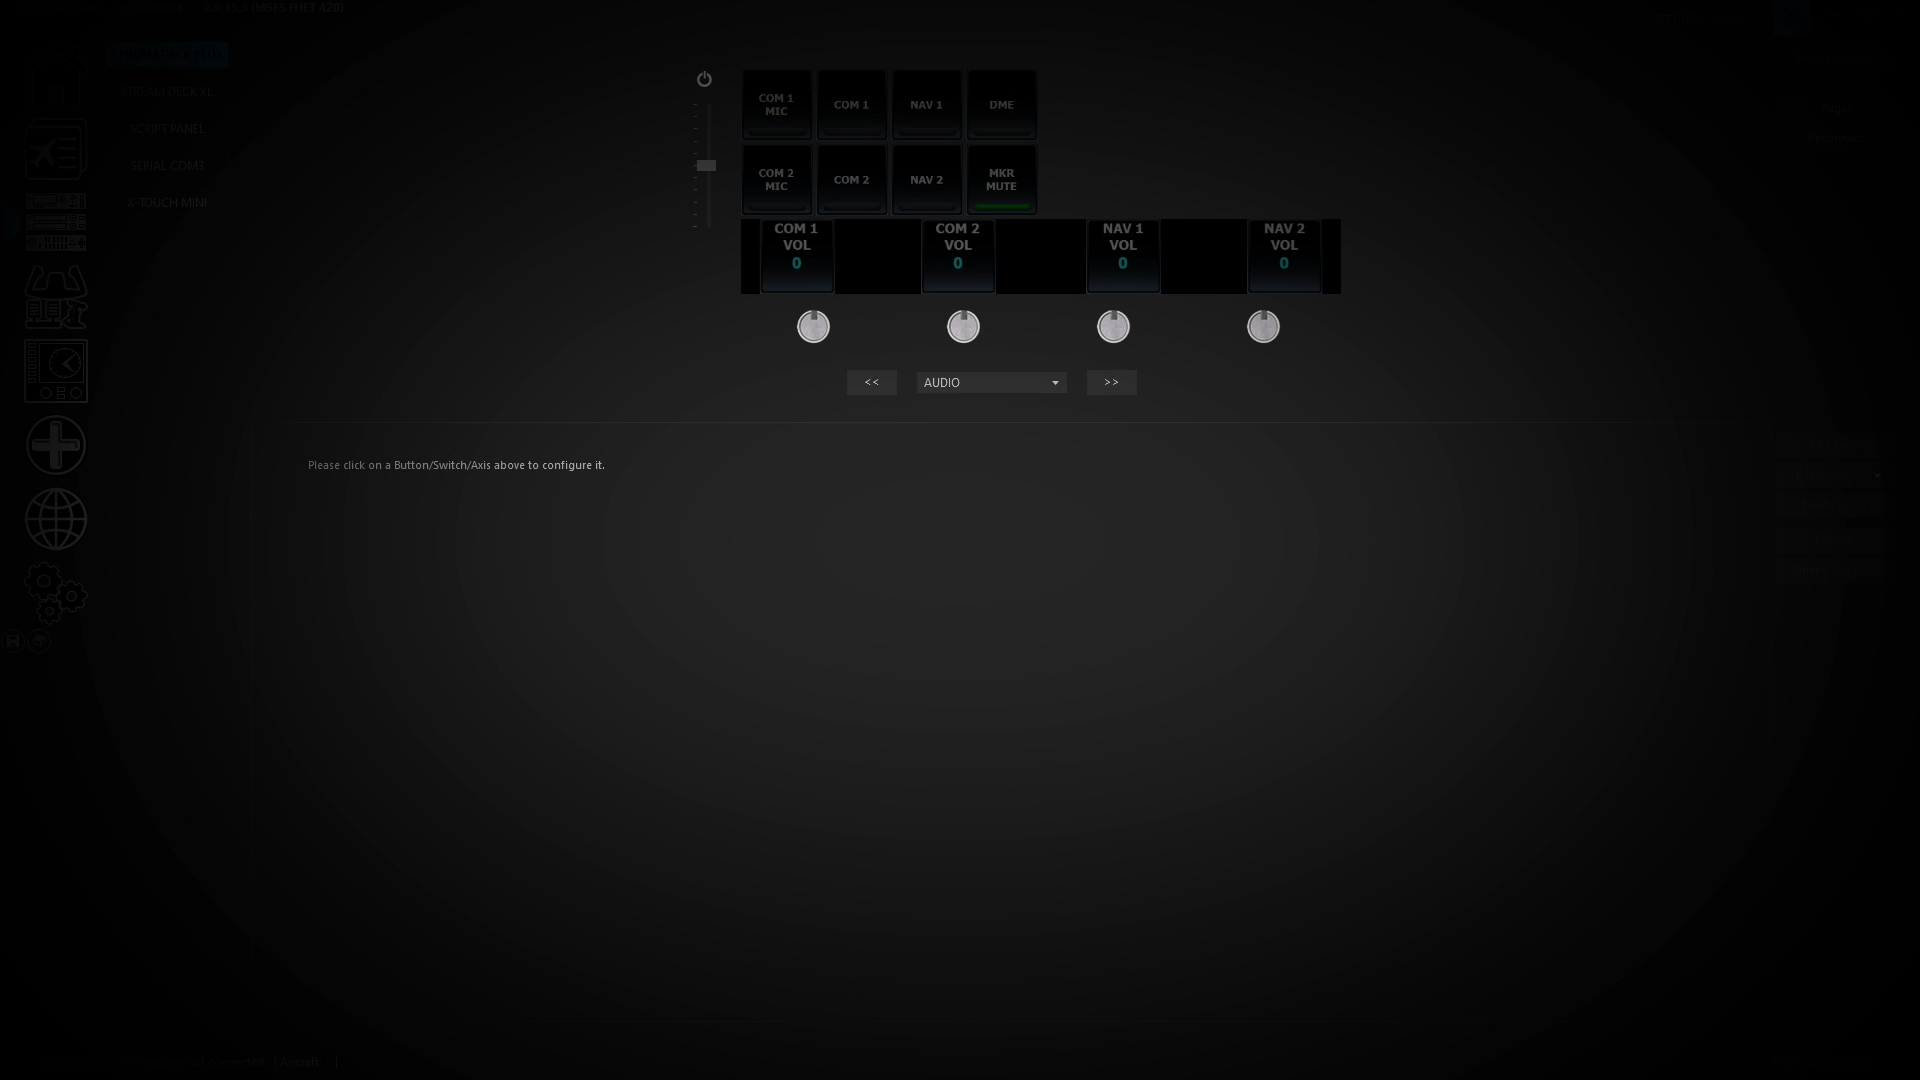 STREAM DECK XL
SCRIPT PANEL
SERIAL COM3
X-TOUCH MINI
COM 1
MIC
COM 1
NAV 1
DME
COM 2
MIC
COM 2
NAV 2
MKR
MUTE
COM 1
VOL
0
COM 2
VOL
0
NAV 1
VOL
0
NAV 2
VOL
0
<<
AUDIO
>>
Please click on a Button/Switch/Axis above to configure it.
| Aircraft: |